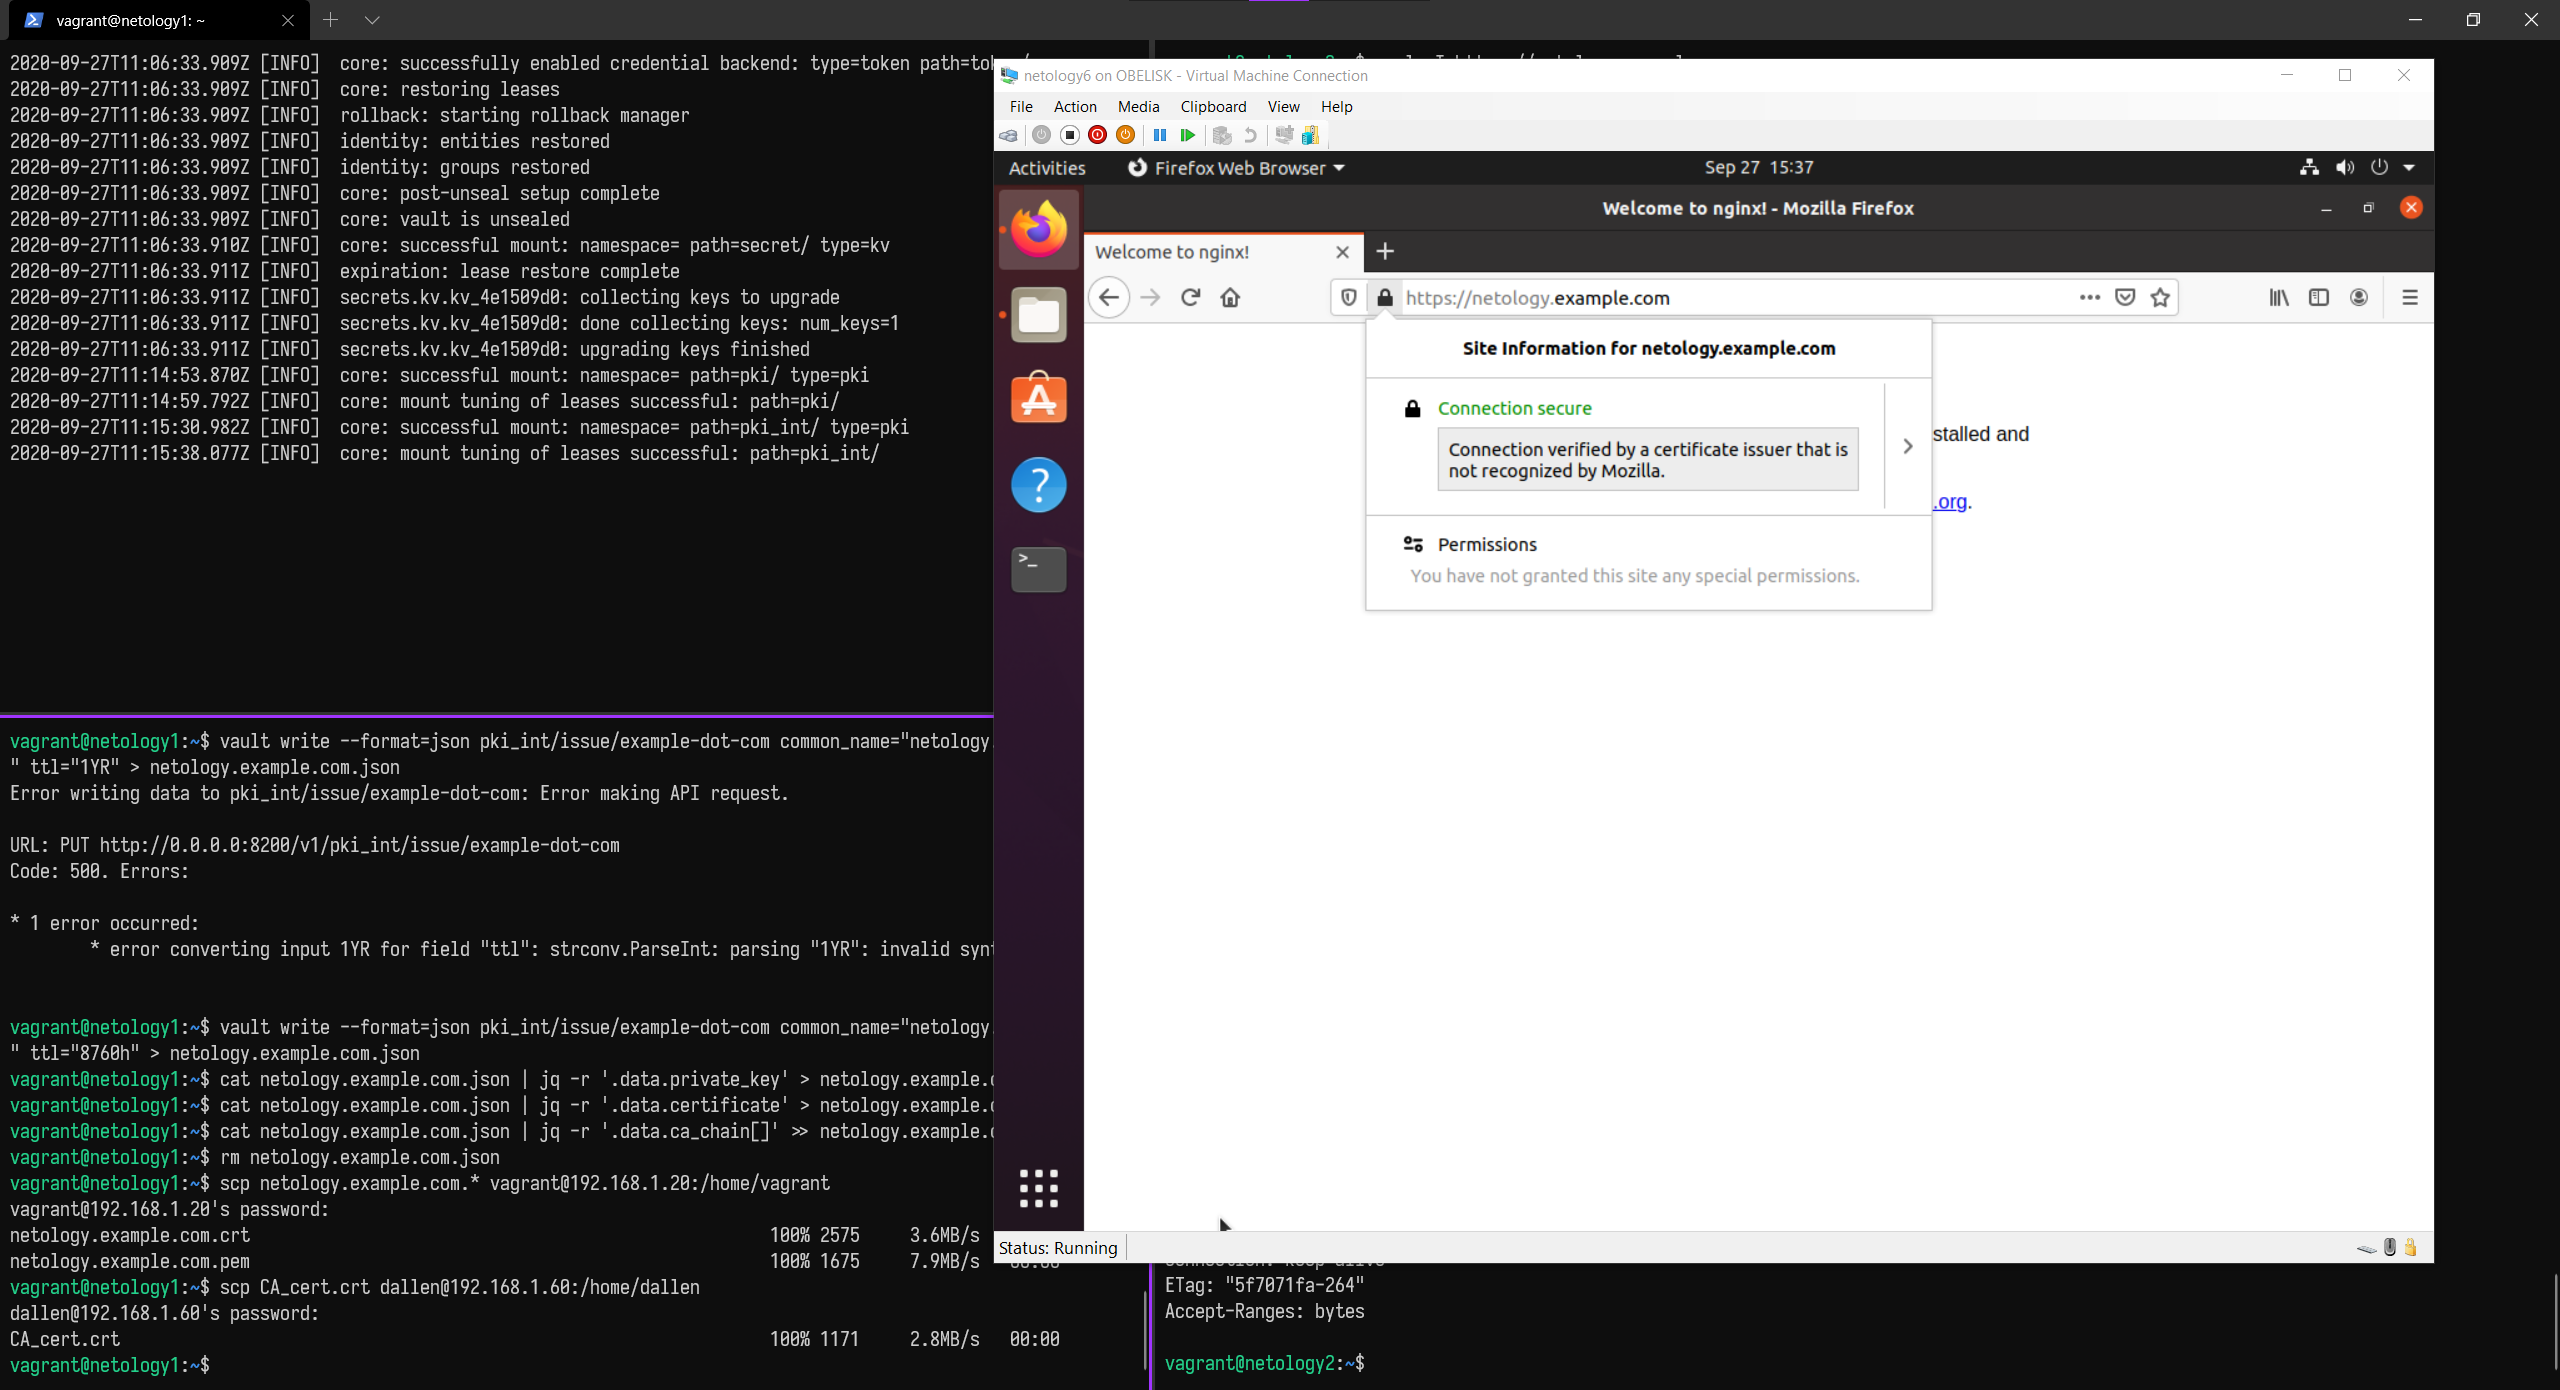 vagrant@netology1: ~
2020-09-27T11:06:33.909Z [INFO]  core: successfully enabled credential backend: type=token path=token/
2020-09-27T11:06:33.909Z [INFO]  core: restoring leases
2020-09-27T11:06:33.909Z [INFO]  rollback: starting rollback manager
2020-09-27T11:06:33.909Z [INFO]  identity: entities restored
2020-09-27T11:06:33.909Z [INFO]  identity: groups restored
2020-09-27T11:06:33.909Z [INFO]  core: post-unseal setup complete
2020-09-27T11:06:33.909Z [INFO]  core: vault is unsealed
2020-09-27T11:06:33.910Z [INFO]  core: successful mount: namespace= path=secret/ type=kv
2020-09-27T11:06:33.911Z [INFO]  expiration: lease restore complete
2020-09-27T11:06:33.911Z [INFO]  secrets.kv.kv_4e1509d0: collecting keys to upgrade
2020-09-27T11:06:33.911Z [INFO]  secrets.kv.kv_4e1509d0: done collecting keys: num_keys=1
2020-09-27T11:06:33.911Z [INFO]  secrets.kv.kv_4e1509d0: upgrading keys finished
2020-09-27T11:14:53.870Z [INFO]  core: successful mount: namespace= path=pki/ type=pki
2020-09-27T11:14:59.792Z [INFO]  core: mount tuning of leases successful: path=pki/
2020-09-27T11:15:30.982Z [INFO]  core: successful mount: namespace= path=pki_int/ type=pki
2020-09-27T11:15:38.077Z [INFO]  core: mount tuning of leases successful: path=pki_int/
vagrant@netology1:~$ vault write --format=json pki_int/issue/example-dot-com common_name="netology.
" ttl="1YR" > netology.example.com.json
Error writing data to pki_int/issue/example-dot-com: Error making API request.
URL: PUT http://0.0.0.0:8200/v1/pki_int/issue/example-dot-com
Code: 500. Errors:
* 1 error occurred:
* error converting input 1YR for field "ttl": strconv.ParseInt: parsing "1YR": invalid
vagrant@netology1:~$ vault write --format=json pki_int/issue/example-dot-com common_name="netology.
" ttl="8760h" > netology.example.com.json
vagrant@netology1:~$ cat netology.example.com.json | jq -r '.data.private_key' > netology.example.
vagrant@netology1:~$ cat netology.example.com.json | jq -r '.data.certificate' > netology.example.
vagrant@netology1:~$ cat netology.example.com.json | jq -r '.data.ca_chain[]' >> netology.example.
vagrant@netology1:~$ rm netology.example.com.json
vagrant@netology1:~$ scp netology.example.com.* vagrant@192.168.1.20:/home/vagrant
vagrant@192.168.1.20's password:
netology.example.com.crt 100% 2575 3.6MB/s
netology.example.com.pem 100% 1675 7.9MB/s
vagrant@netology1:~$ scp CA_cert.crt dallen@192.168.1.60:/home/dallen
dallen@192.168.1.60's password:
CA_cert.crt 100% 1171 2.8MB/s 00:00
vagrant@netology1:~$
netology6 on OBELISK - Virtual Machine Connection
File Action Media Clipboard View Help
Activities Firefox Web Browser Sep 27 15:37
Welcome to nginx! - Mozilla Firefox
Welcome to nginx!
https://netology.example.com
Site Information for netology.example.com
Connection secure
Connection verified by a certificate issuer that is
not recognized by Mozilla.
Permissions
You have not granted this site any special permissions.
stalled and
.org.
Status: Running
ETag: "5f7071fa-264"
Accept-Ranges: bytes
vagrant@netology2:~$